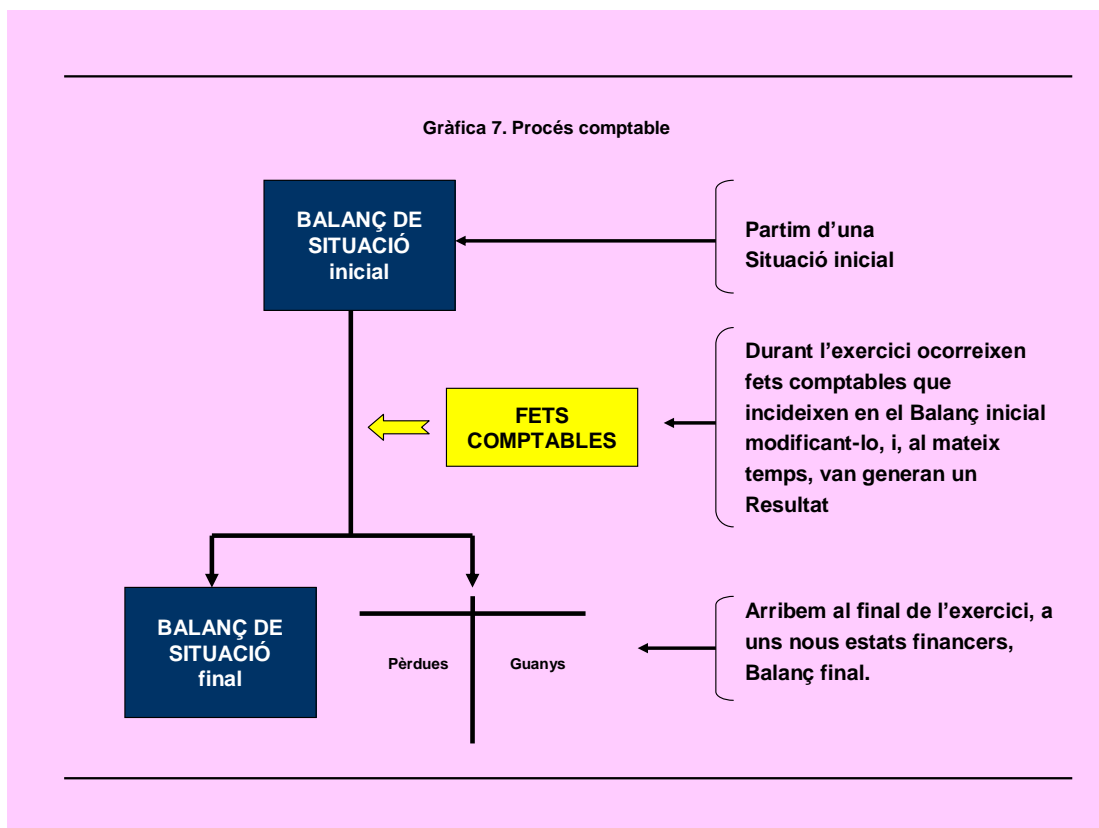 Gràfica 7. Procés comptable
BALANÇ DE
SITUACIÓ
inicial
Partim d’una
Situació inicial
Durant l’exercici ocorreixen
fets comptables que
incideixen en el Balanç inicial
modificant-lo, i, al mateix
temps, van generan un
Resultat
FETS
COMPTABLES
BALANÇ DE
SITUACIÓ
final
Pèrdues
Guanys
Arribem al final de l’exercici, a
uns nous estats financers,
Balanç final.